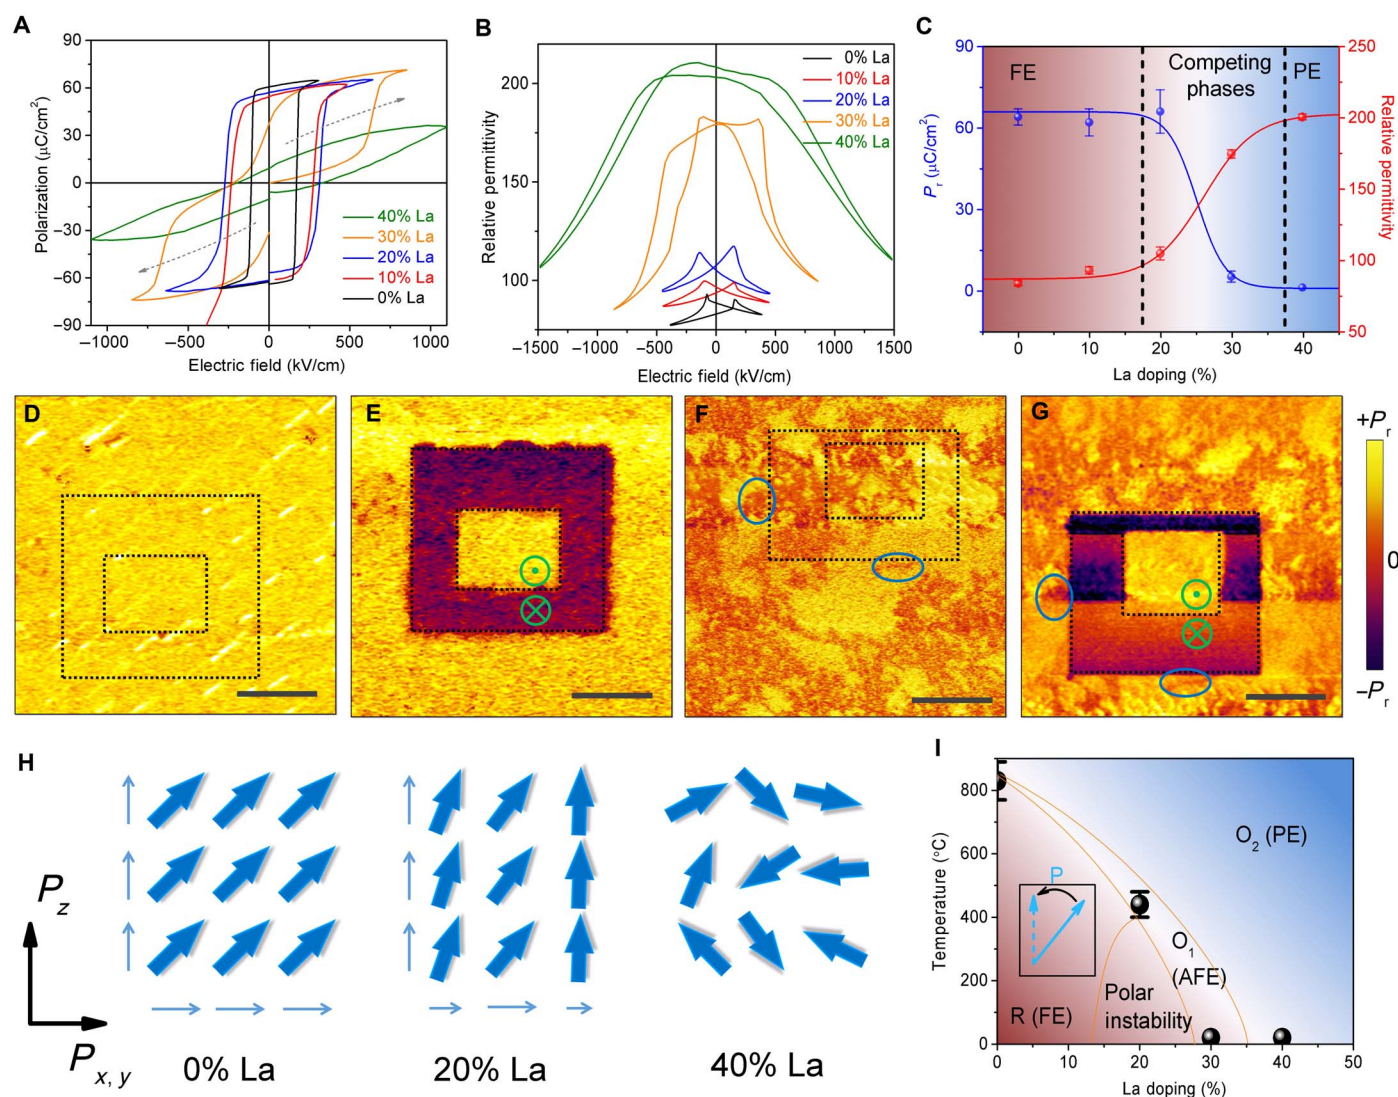 A
Polarization (μC/cm²)
90
60
30
0
−30
−60
−90
40% La
30% La
20% La
10% La
0% La
−1000
−500
0
500
1000
Electric field (kV/cm)
B
Relative permittivity
200
150
100
0% La
10% La
20% La
30% La
40% La
−1500
−1000
−500
0
500
1000
1500
Electric field (kV/cm)
C
Pr (μC/cm²)
90
60
30
0
FE
Competing
phases
PE
250
200
150
100
50
Relative permittivity
0
10
20
30
40
La doping (%)
D
E
F
G
+Pr
0
−Pr
H
Pz
Px, y
0% La
20% La
40% La
I
Temperature (°C)
800
600
400
200
0
O2 (PE)
P
O1
(AFE)
Polar
instability
R (FE)
0
10
20
30
40
50
La doping (%)